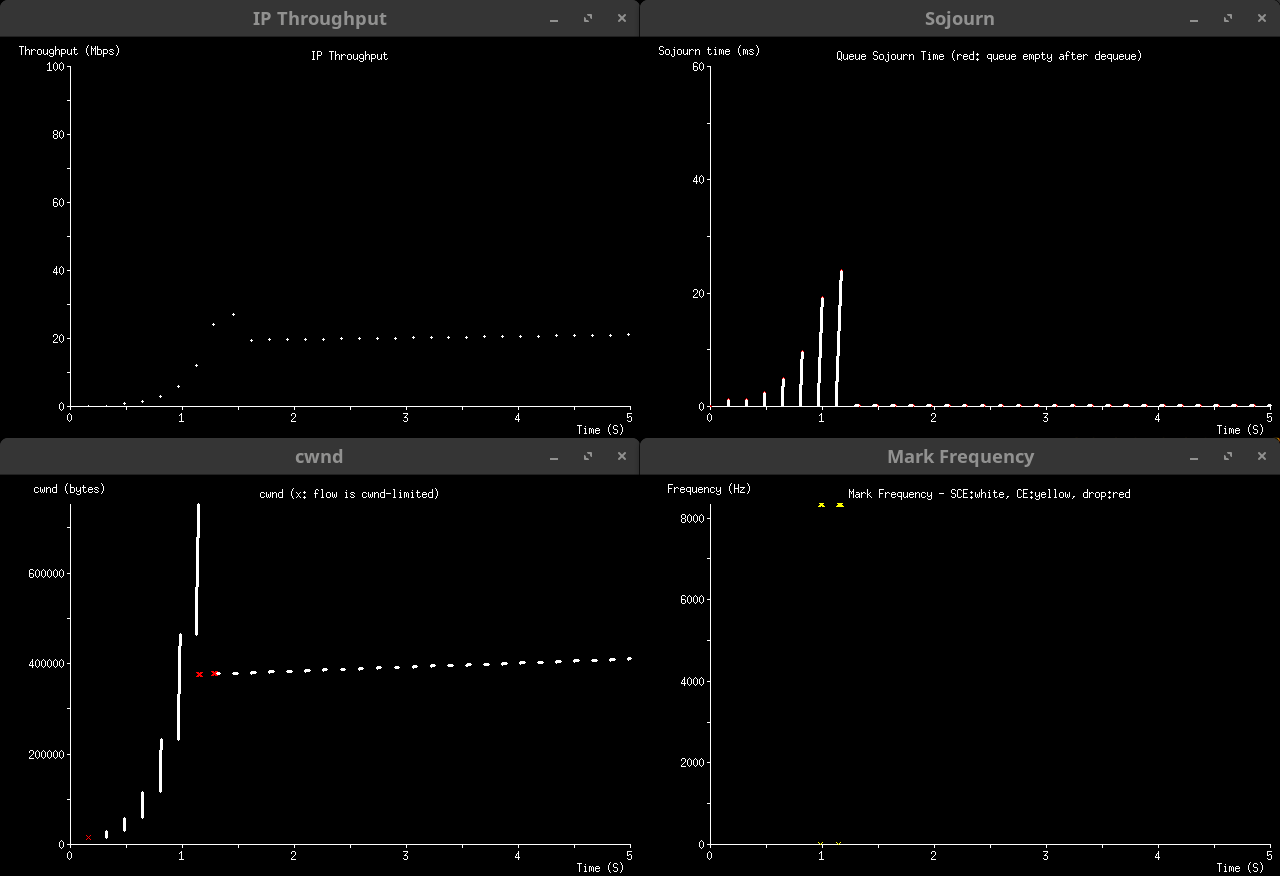 IP Throughput
Throughput (Mbps)
IP Throughput
100
80
60
40
20
0
0 1 2 3 4 5
Time (S)
Sojourn
Sojourn time (ms)
Queue Sojourn Time (red: queue empty after dequeue)
60
40
20
0
0 1 2 3 4 5
Time (S)
cwnd
cwnd (bytes)
cwnd (x: flow is cwnd-limited)
600000
400000
200000
0
0 1 2 3 4 5
Time (S)
Mark Frequency
Frequency (Hz)
Mark Frequency - SCE:white, CE:yellow, drop:red
8000
6000
4000
2000
0
0 1 2 3 4 5
Time (S)